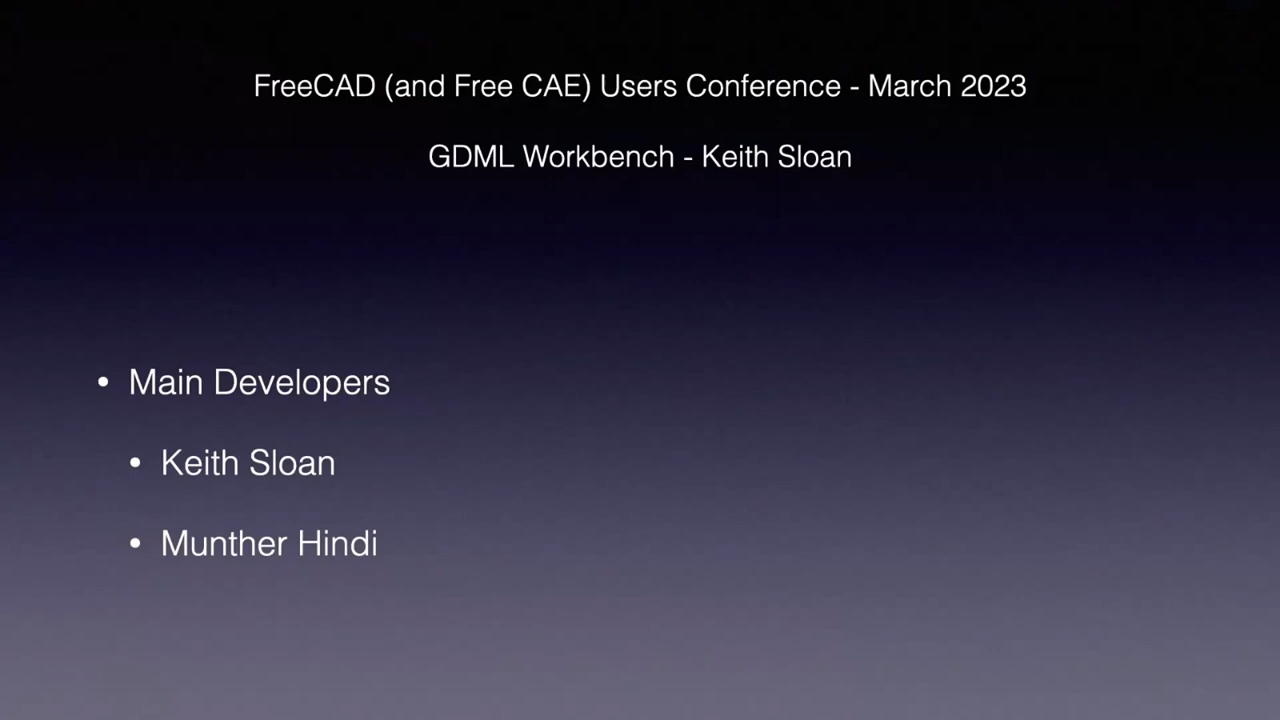 FreeCAD (and Free CAE) Users Conference - March 2023
GDML Workbench - Keith Sloan
• Main Developers
• Keith Sloan
• Munther Hindi